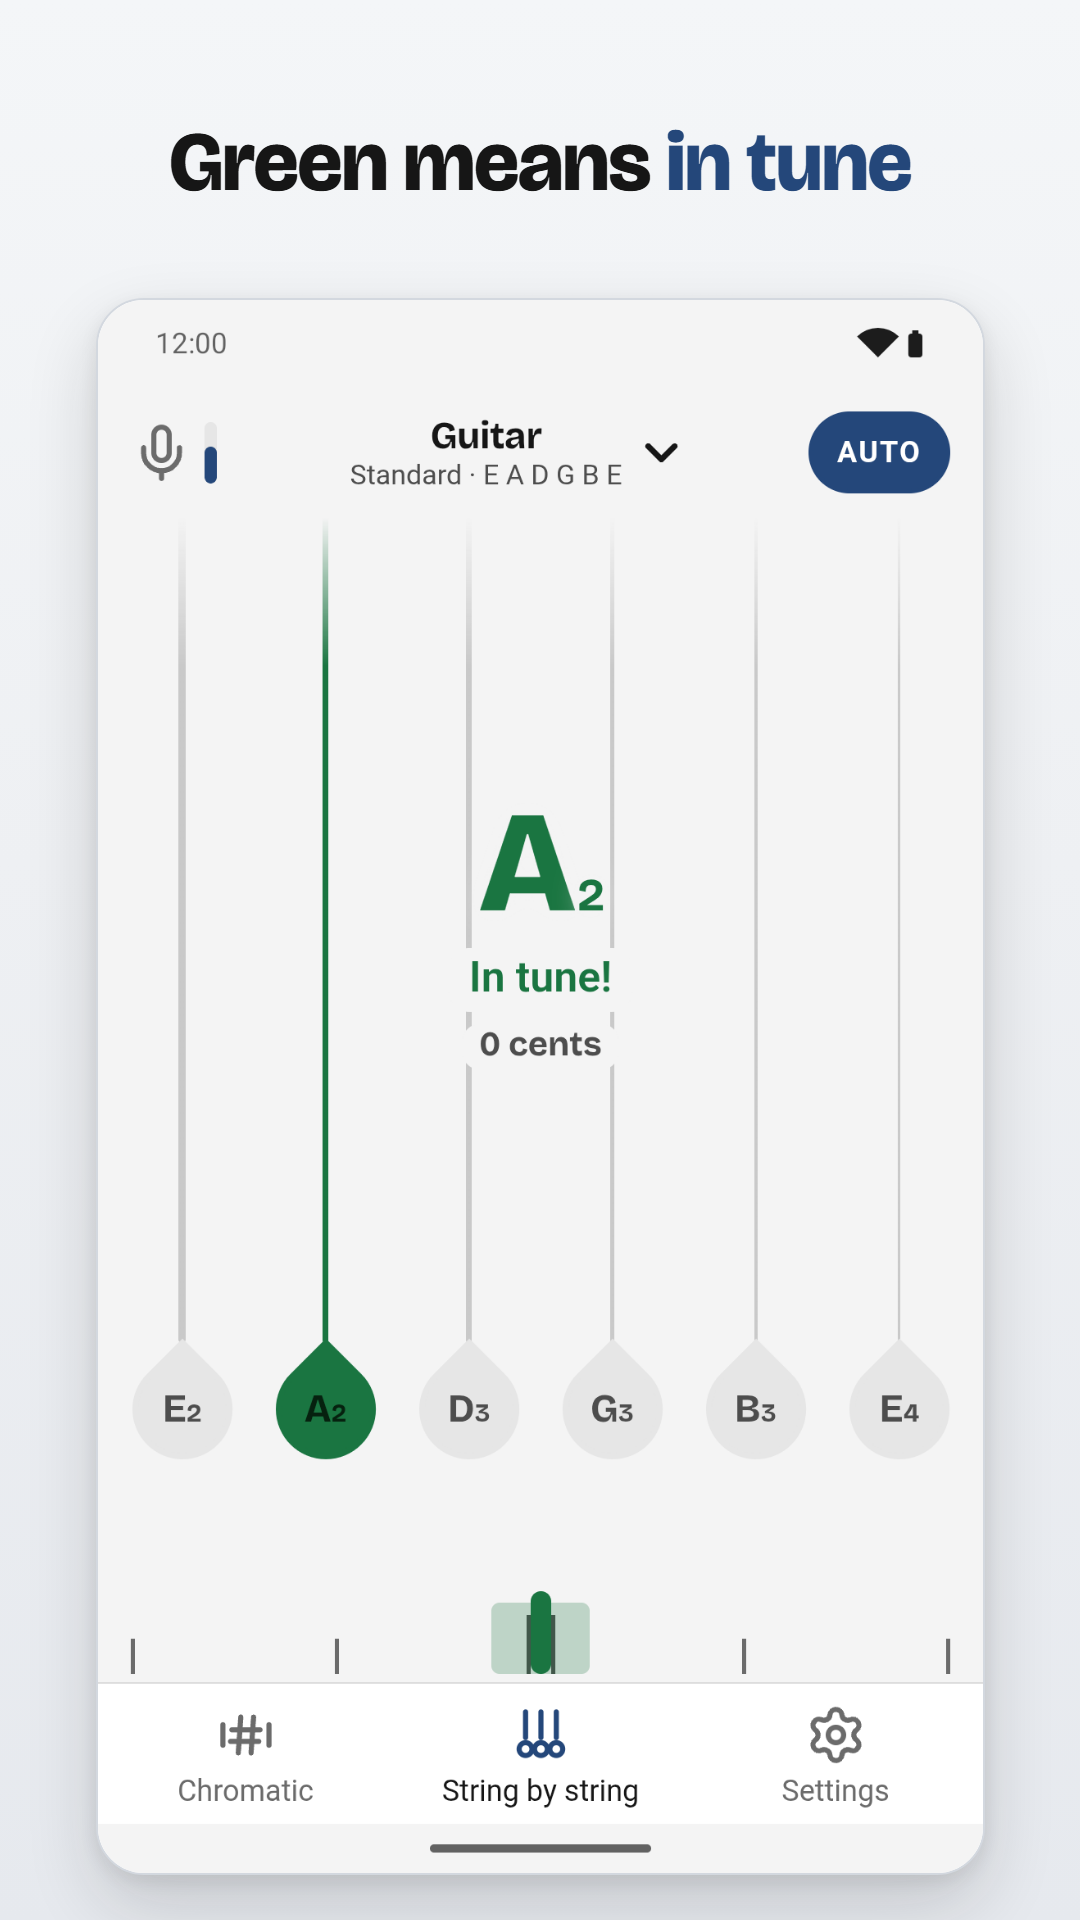 Green means in tune
12:00
Guitar
Standard · E A D G B E
AUTO
A2
In tune!
0 cents
E2 A2 D3 G3 B3 E4
Chromatic String by string Settings